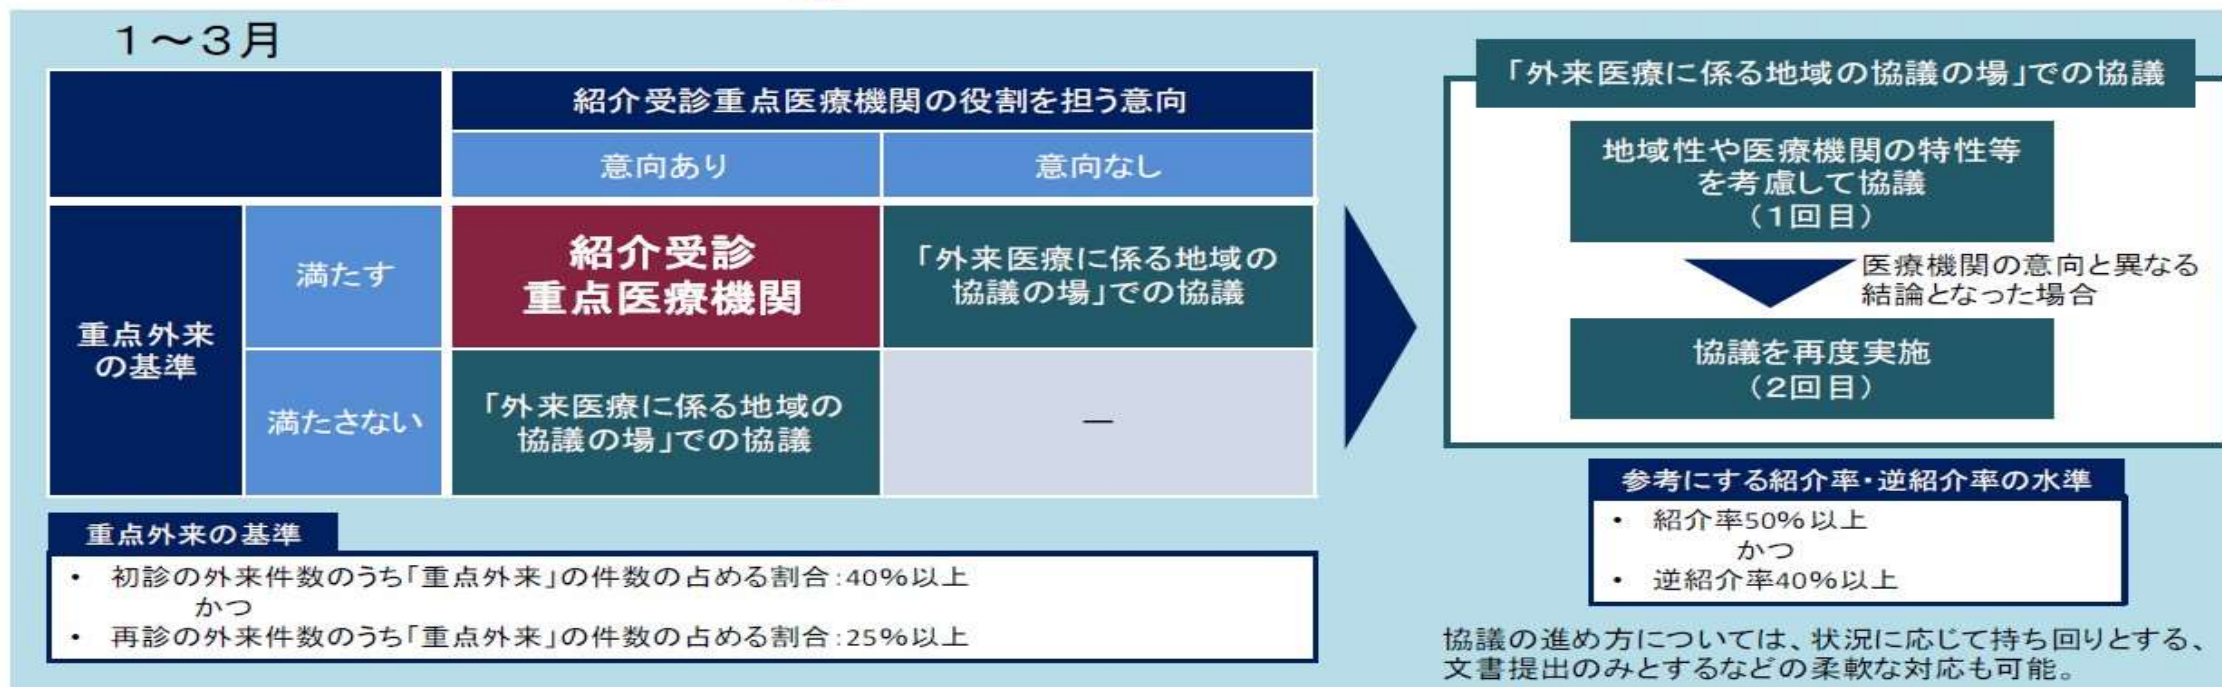 １～３月
紹介受診重点医療機関の役割を担う意向
意向あり
意向なし
重点外来
の基準
満たす
紹介受診
重点医療機関
「外来医療に係る地域の
協議の場」での協議
満たさない
「外来医療に係る地域の
協議の場」での協議
―
重点外来の基準
・ 初診の外来件数のうち「重点外来」の件数の占める割合：40％以上
かつ
・ 再診の外来件数のうち「重点外来」の件数の占める割合：25％以上
「外来医療に係る地域の協議の場」での協議
地域性や医療機関の特性等
を考慮して協議
（１回目）
医療機関の意向と異なる
結論となった場合
協議を再度実施
（２回目）
参考にする紹介率・逆紹介率の水準
・ 紹介率50％以上
かつ
・ 逆紹介率40％以上
協議の進め方については、状況に応じて持ち回りとする、
文書提出のみとするなどの柔軟な対応も可能。